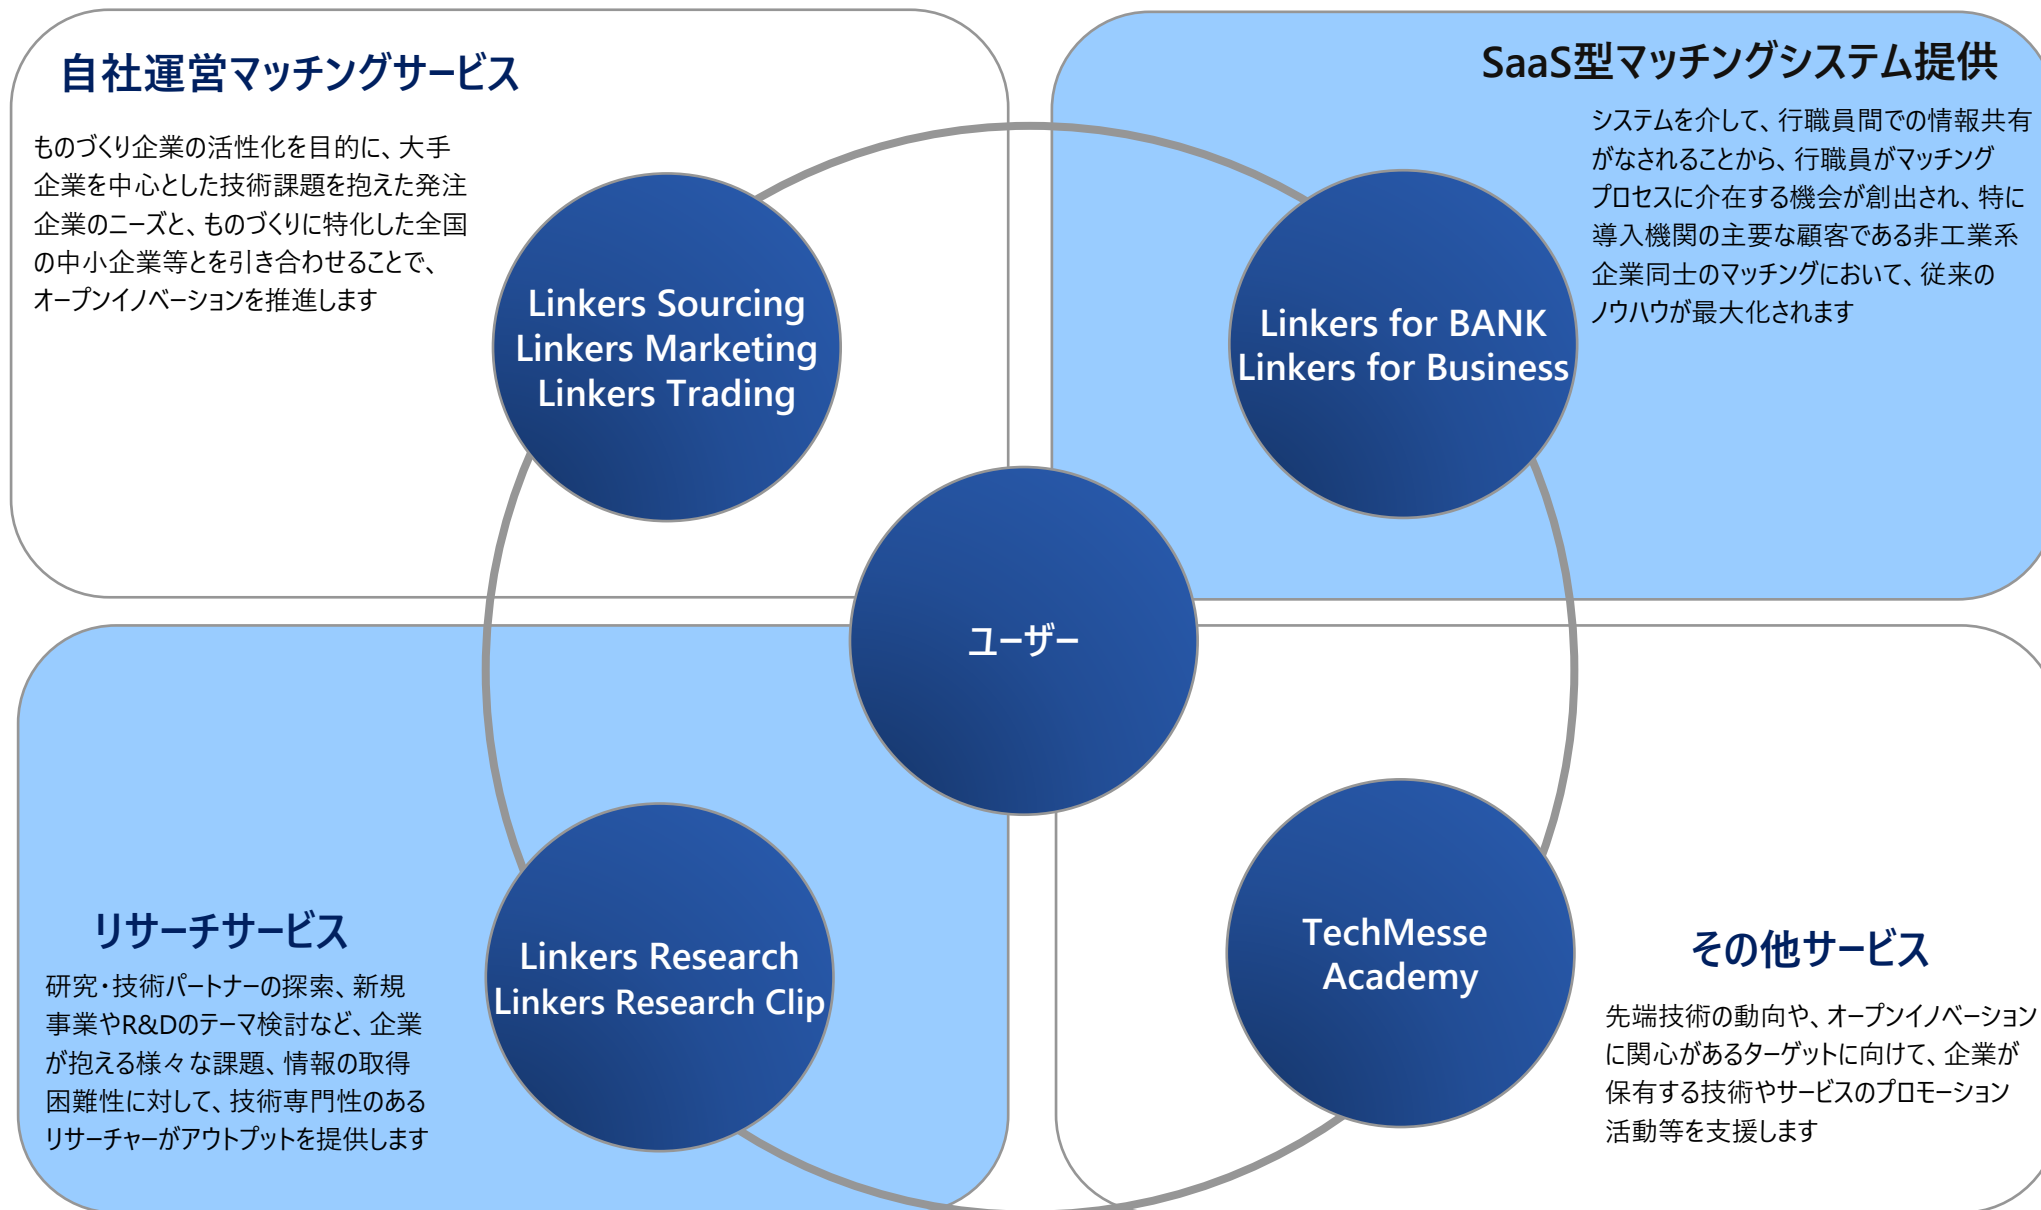 自社運営マッチングサービス
ものづくり企業の活性化を目的に、大手
企業を中心とした技術課題を抱えた発注
企業のニーズと、ものづくりに特化した全国
の中小企業等とを引き合わせることで、
オープンイノベーションを推進します
Linkers Sourcing
Linkers Marketing
Linkers Trading
SaaS型マッチングシステム提供
システムを介して、行職員間での情報共有
がなされることから、行職員がマッチング
プロセスに介在する機会が創出され、特に
導入機関の主要な顧客である非工業系
企業同士のマッチングにおいて、従来の
ノウハウが最大化されます
Linkers for BANK
Linkers for Business
ユーザー
リサーチサービス
研究・技術パートナーの探索、新規
事業やR&Dのテーマ検討など、企業
が抱える様々な課題、情報の取得
困難性に対して、技術専門性のある
リサーチャーがアウトプットを提供します
Linkers Research
Linkers Research Clip
TechMesse
Academy
その他サービス
先端技術の動向や、オープンイノベーション
に関心があるターゲットに向けて、企業が
保有する技術やサービスのプロモーション
活動等を支援します